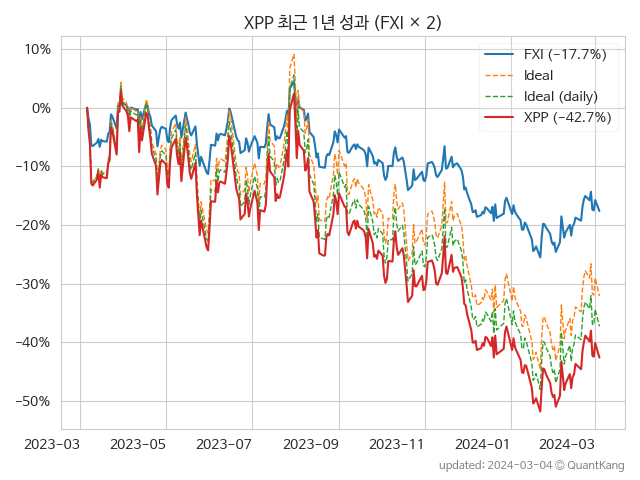 XPP 최근 1년 성과 (FXI × 2)
FXI (−17.7%)
Ideal
Ideal (daily)
XPP (−42.7%)
10%
0%
−10%
−20%
−30%
−40%
−50%
2023−03 2023−05 2023−07 2023−09 2023−11 2024−01 2024−03
updated: 2024−03−04 © QuantKang